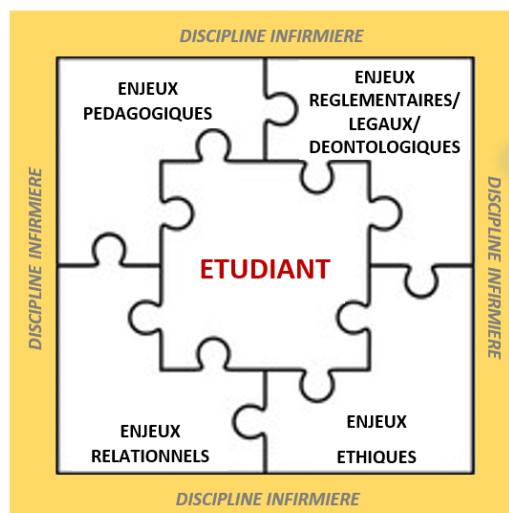 DISCIPLINE INFIRMIERE
ENJEUX
PEDAGOGIQUES
ENJEUX
REGLEMENTAIRES/
LEGAUX/
DEONTOLOGIQUES
DISCIPLINE INFIRMIERE
DISCIPLINE INFIRMIERE
ETUDIANT
ENJEUX
RELATIONNELS
ENJEUX
ETHIQUES
DISCIPLINE INFIRMIERE